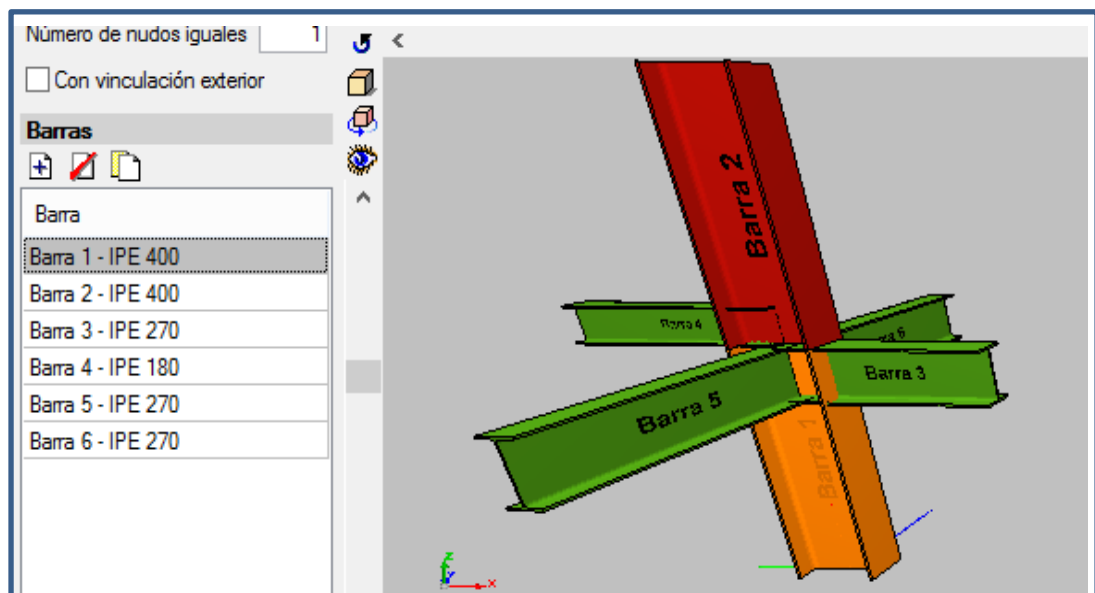 Número de nudos iguales 1
Con vinculación exterior
Barras
Barra
Barra 1 - IPE 400
Barra 2 - IPE 400
Barra 3 - IPE 270
Barra 4 - IPE 180
Barra 5 - IPE 270
Barra 6 - IPE 270
Barra 2
Barra 4
rra 6
Barra 3
Barra 5
Barra 1
z
Y
x